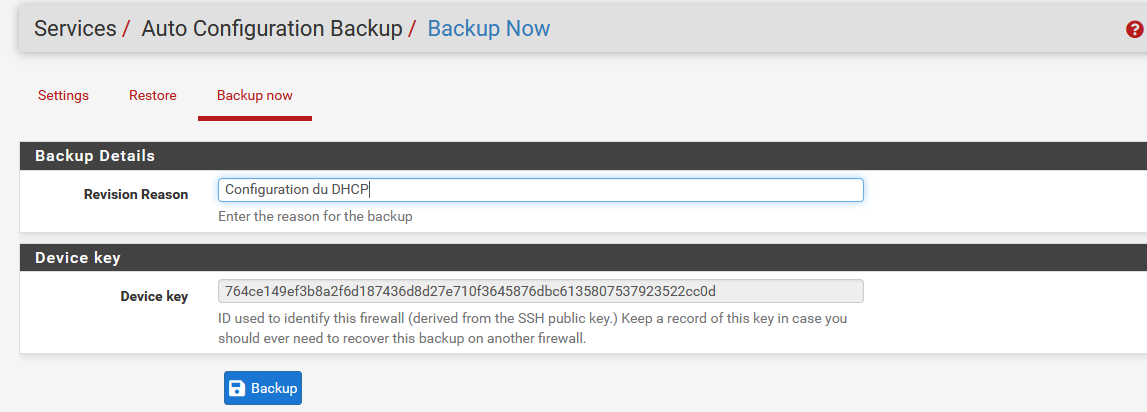 Services / Auto Configuration Backup / Backup Now
?
Settings Restore Backup now
Backup Details
Revision Reason Configuration du DHCP
Enter the reason for the backup
Device key
Device key 764ce149ef3b8a2f6d187436d8d27e710f3645876dbc6135807537923522cc0d
ID used to identify this firewall (derived from the SSH public key.) Keep a record of this key in case you
should ever need to recover this backup on another firewall.
Backup